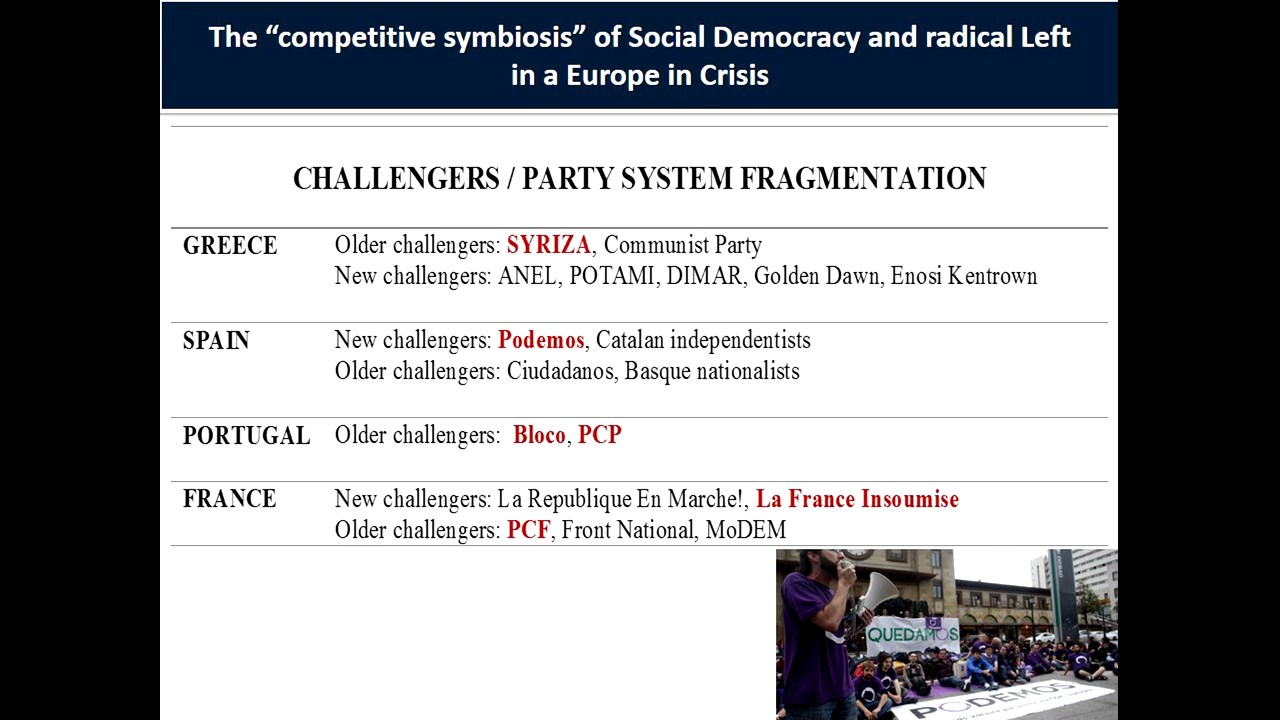 The “competitive symbiosis” of Social Democracy and radical Left
in a Europe in Crisis
CHALLENGERS / PARTY SYSTEM FRAGMENTATION
GREECE
Older challengers: SYRIZA, Communist Party
New challengers: ANEL, POTAMI, DIMAR, Golden Dawn, Enosi Kentrown
SPAIN
New challengers: Podemos, Catalan independentists
Older challengers: Ciudadanos, Basque nationalists
PORTUGAL
Older challengers: Bloco, PCP
FRANCE
New challengers: La Republique En Marche!, La France Insoumise
Older challengers: PCF, Front National, MoDEM
QUEDAMOS
PODEMOS